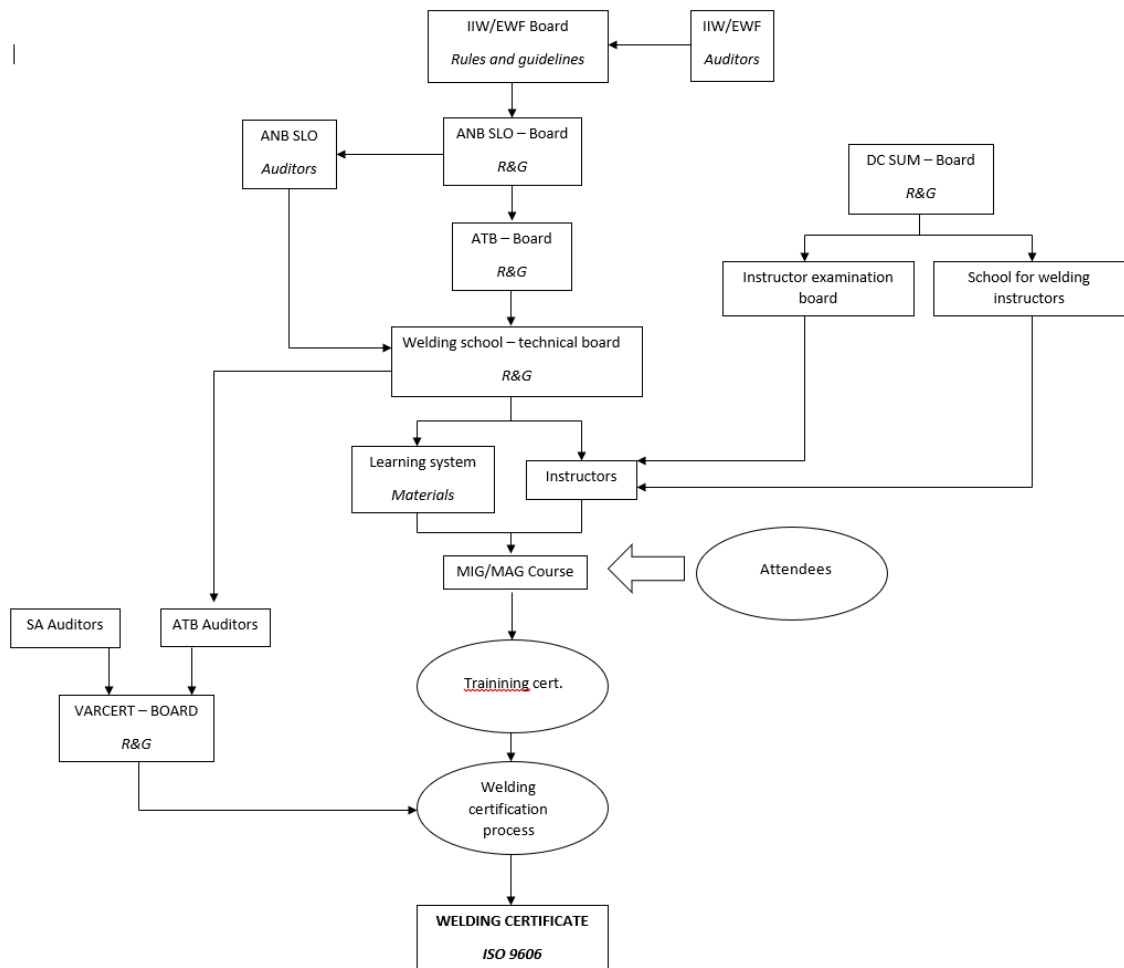 IIW/EWF Board
Rules and guidelines
IIW/EWF
Auditors
ANB SLO
Auditors
ANB SLO – Board
R&G
DC SUM – Board
R&G
ATB – Board
R&G
Instructor examination
board
School for welding
instructors
Welding school – technical board
R&G
Learning system
Materials
Instructors
MIG/MAG Course
Attendees
SA Auditors
ATB Auditors
Trainining cert.
VARCERT – BOARD
R&G
Welding
certification
process
WELDING CERTIFICATE
ISO 9606